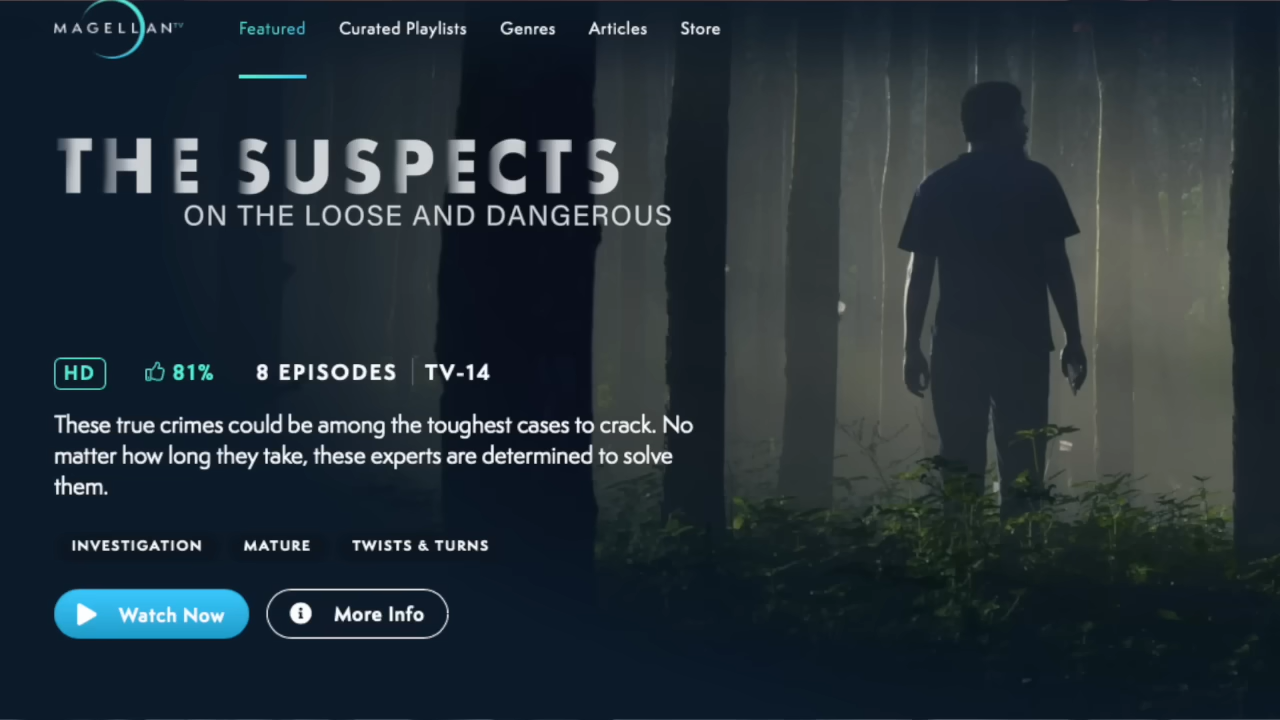 MAGELLAN TV
Featured Curated Playlists Genres Articles Store
THE SUSPECTS
ON THE LOOSE AND DANGEROUS
HD 81% 8 EPISODES TV-14
These true crimes could be among the toughest cases to crack. No
matter how long they take, these experts are determined to solve
them.
INVESTIGATION MATURE TWISTS & TURNS
Watch Now More Info